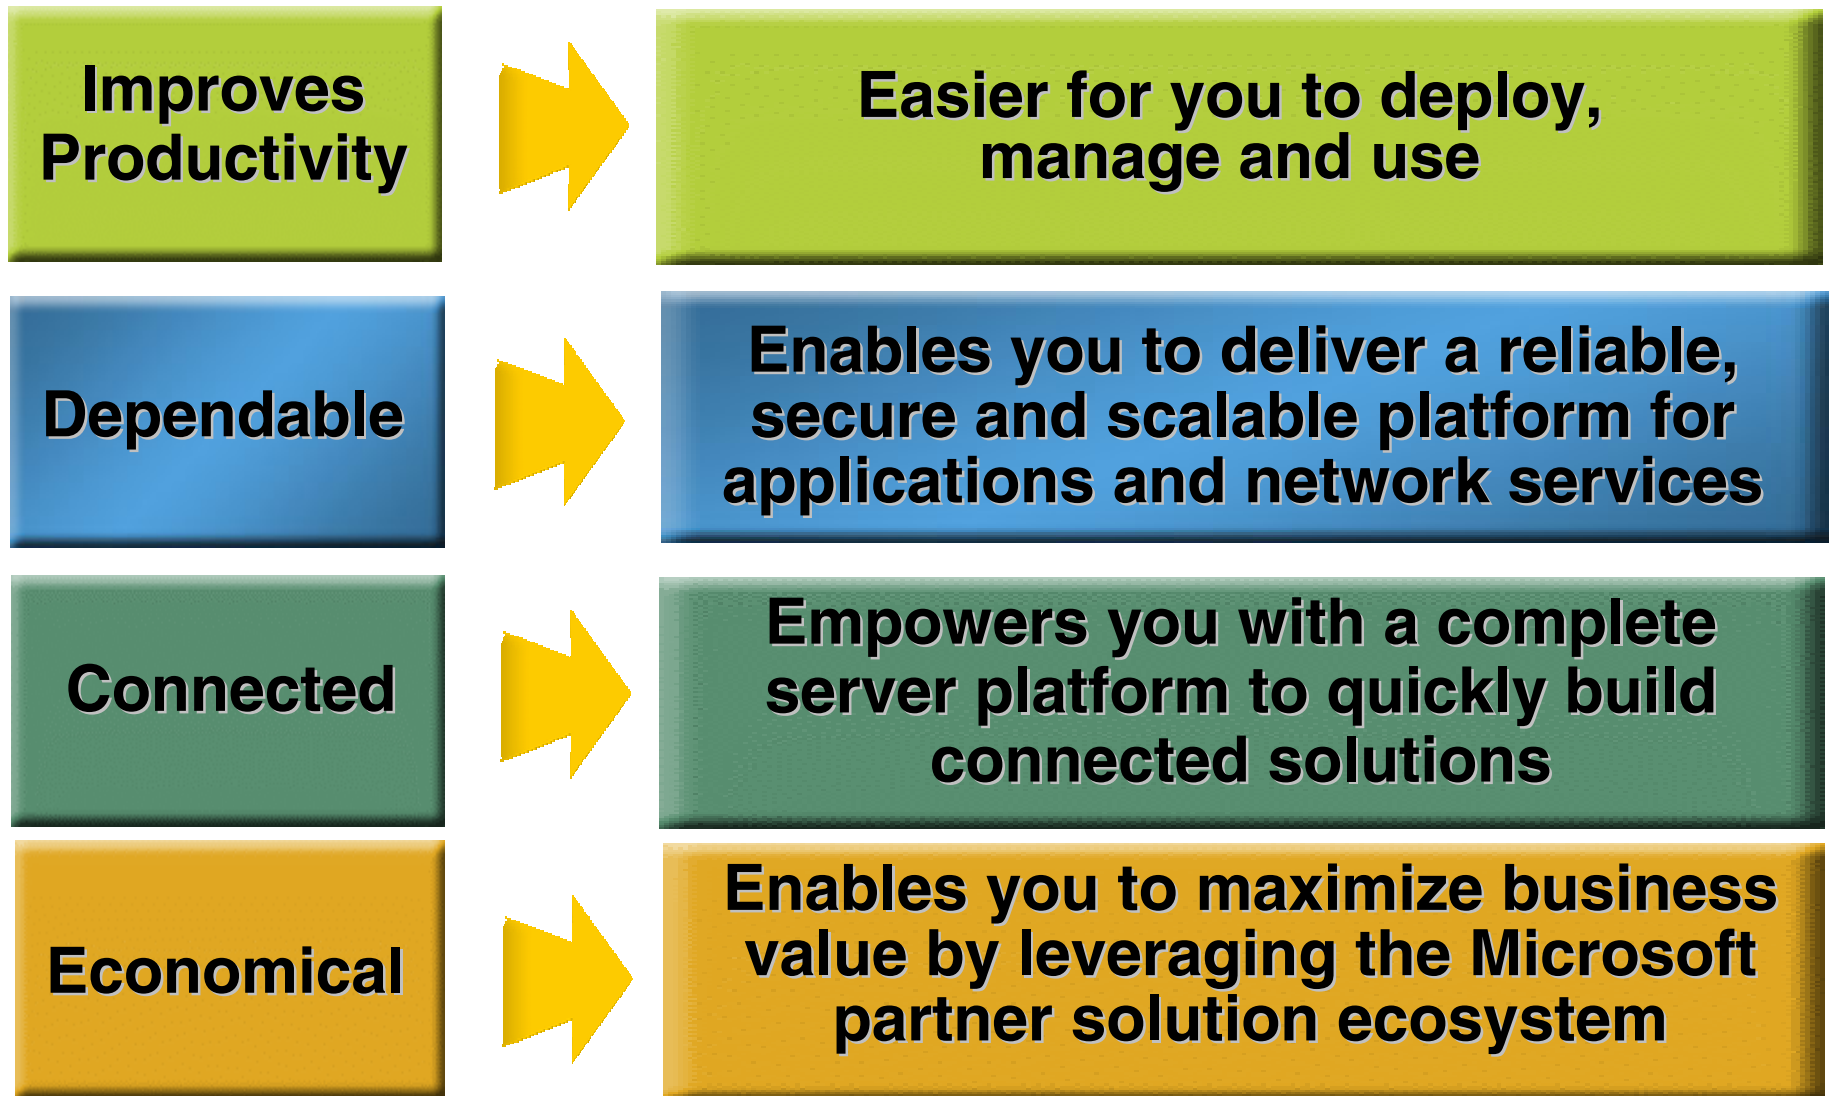 Improves
Productivity
Easier for you to deploy,
manage and use
Dependable
Enables you to deliver a reliable,
secure and scalable platform for
applications and network services
Connected
Empowers you with a complete
server platform to quickly build
connected solutions
Economical
Enables you to maximize business
value by leveraging the Microsoft
partner solution ecosystem